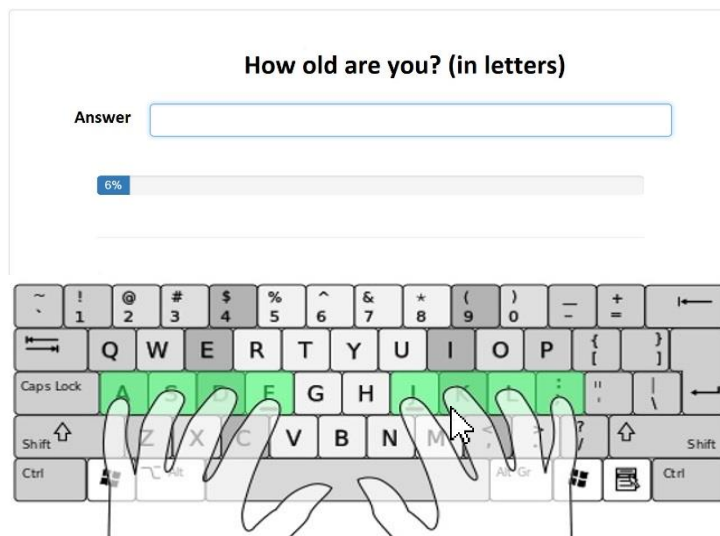 How old are you? (in letters)
Answer
6%
~ ! @ # $ % ^ & * ( ) _ +
` 1 2 3 4 5 6 7 8 9 0 - =
Q W E R T Y U I O P { [ } ]
Caps Lock A S D F G H J K L : " | \
Shift Z X C V B N M < , > ? / Shift
Ctrl Alt Alt Gr Ctrl